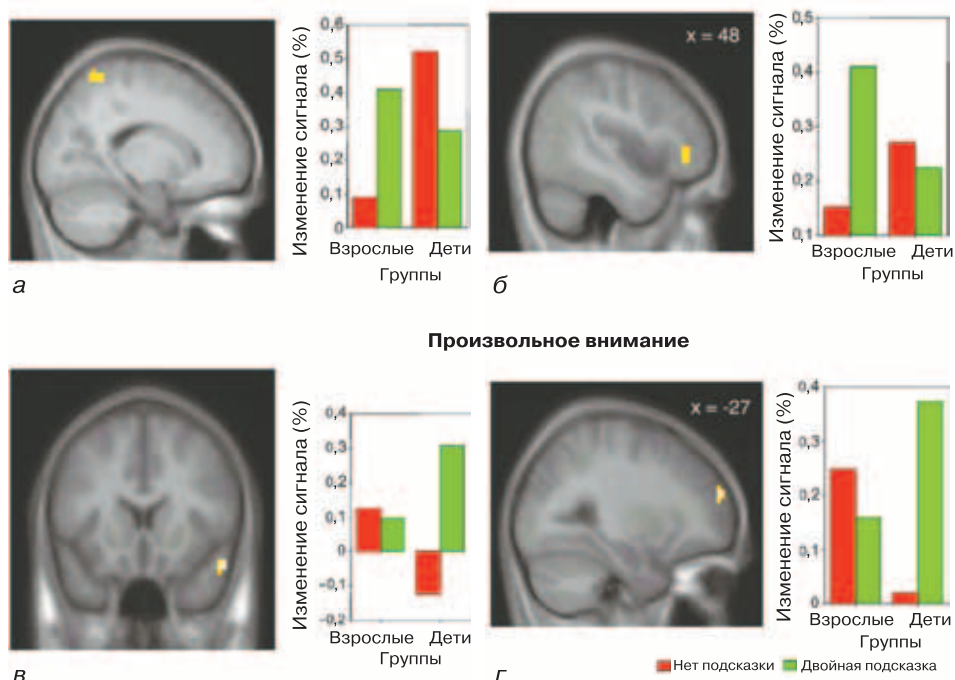 Изменение сигнала (%)
0,6
0,5
0,4
0,3
0,2
0,1
0
Взрослые Дети
Группы
а
x = 48
Изменение сигнала (%)
0,5
0,4
0,3
0,2
0,1
Взрослые Дети
Группы
б
Произвольное внимание
Изменение сигнала (%)
0,4
0,3
0,2
0,1
0
-0,1
-0,2
Взрослые Дети
Группы
в
x = -27
Изменение сигнала (%)
0,4
0,3
0,2
0,1
0
Взрослые Дети
Группы
г
Нет подсказки Двойная подсказка